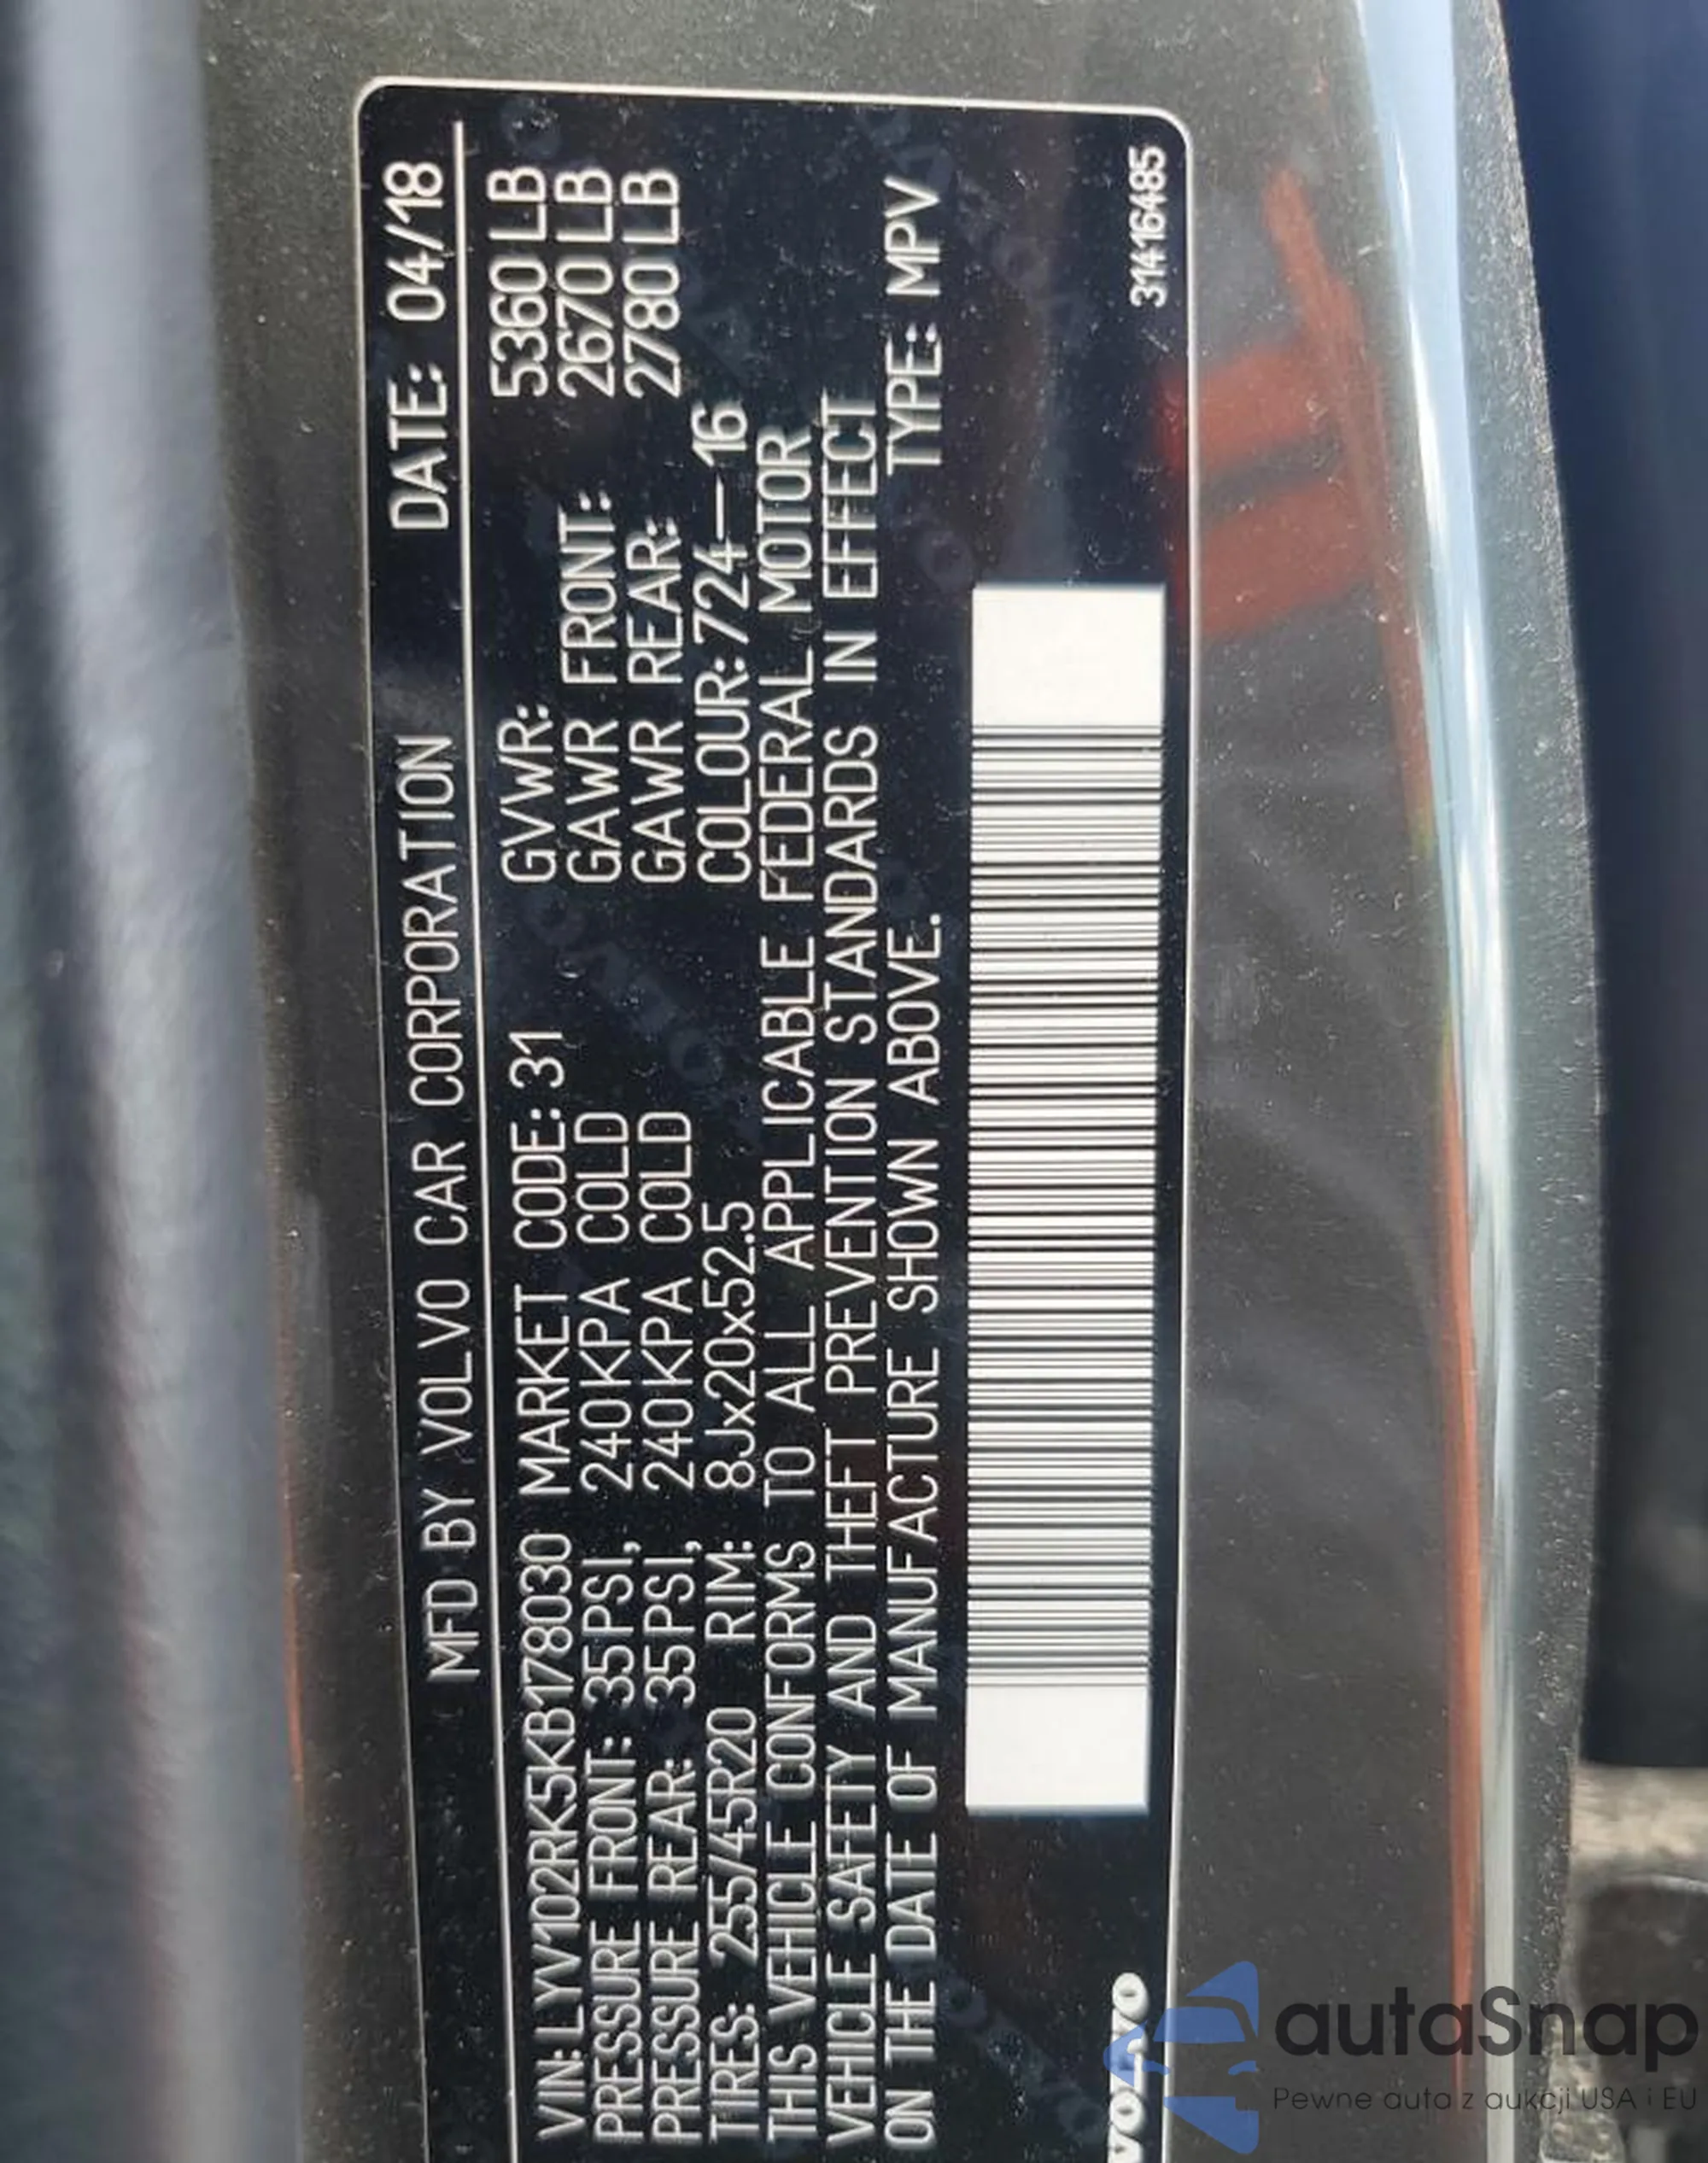 MFD BY VOLVO CAR CORPORATION DATE: 04/18
VIN: LYV102RK5KB178030 MARKET CODE: 31 GVWR: 5360 LB
PRESSURE FRONT: 35PSI, 240KPA COLD GAWR FRONT: 2670 LB
PRESSURE REAR: 35PSI, 240KPA COLD GAWR REAR: 2780 LB
TIRES: 255/45R20 RIM: 8Jx20x52.5 COLOUR: 724-16
THIS VEHICLE CONFORMS TO ALL APPLICABLE FEDERAL MOTOR
VEHICLE SAFETY AND THEFT PREVENTION STANDARDS IN EFFECT
ON THE DATE OF MANUFACTURE SHOWN ABOVE. TYPE: MPV
31416485
autaSnap
Pewne auta z aukcji USA i EU